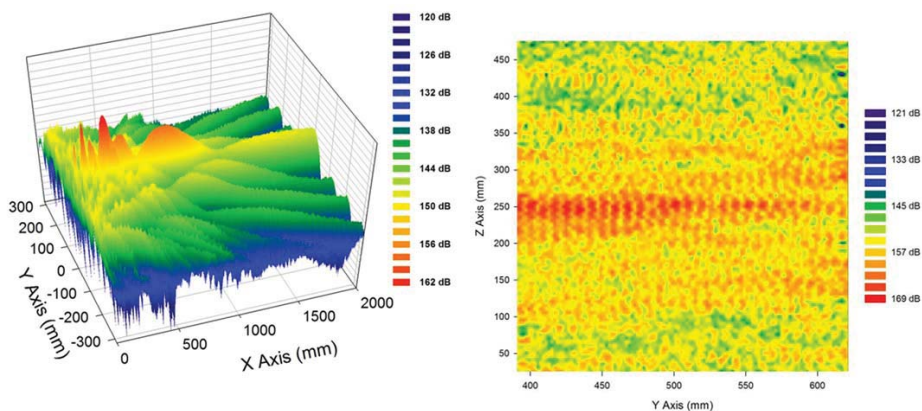 120 dB
126 dB
132 dB
138 dB
144 dB
150 dB
156 dB
162 dB
300
200
100
0
-100
-200
-300
Y Axis (mm)
0
500
1000
1500
2000
X Axis (mm)
450
400
350
300
250
200
150
100
50
Z Axis (mm)
400
450
500
550
600
Y Axis (mm)
121 dB
133 dB
145 dB
157 dB
169 dB